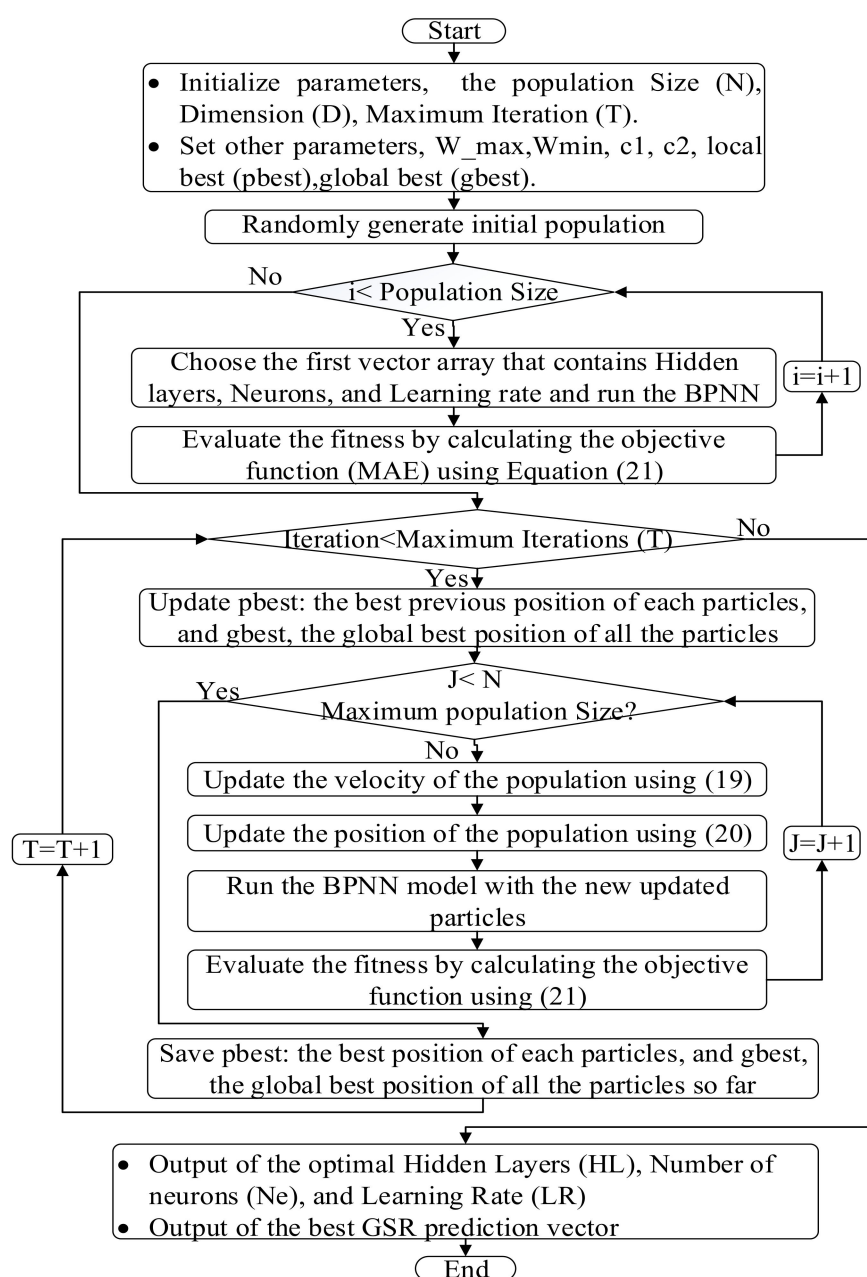 Start
• Initialize parameters, the population Size (N),
Dimension (D), Maximum Iteration (T).
• Set other parameters, W_max,Wmin, c1, c2, local
best (pbest),global best (gbest).
Randomly generate initial population
No
i< Population Size
Yes
Choose the first vector array that contains Hidden
layers, Neurons, and Learning rate and run the BPNN
i=i+1
Evaluate the fitness by calculating the objective
function (MAE) using Equation (21)
Iteration<Maximum Iterations (T)
No
Yes
Update pbest: the best previous position of each particles,
and gbest, the global best position of all the particles
J< N
Yes
Maximum population Size?
No
Update the velocity of the population using (19)
Update the position of the population using (20)
T=T+1
J=J+1
Run the BPNN model with the new updated
particles
Evaluate the fitness by calculating the objective
function using (21)
Save pbest: the best position of each particles, and gbest,
the global best position of all the particles so far
• Output of the optimal Hidden Layers (HL), Number of
neurons (Ne), and Learning Rate (LR)
• Output of the best GSR prediction vector
End